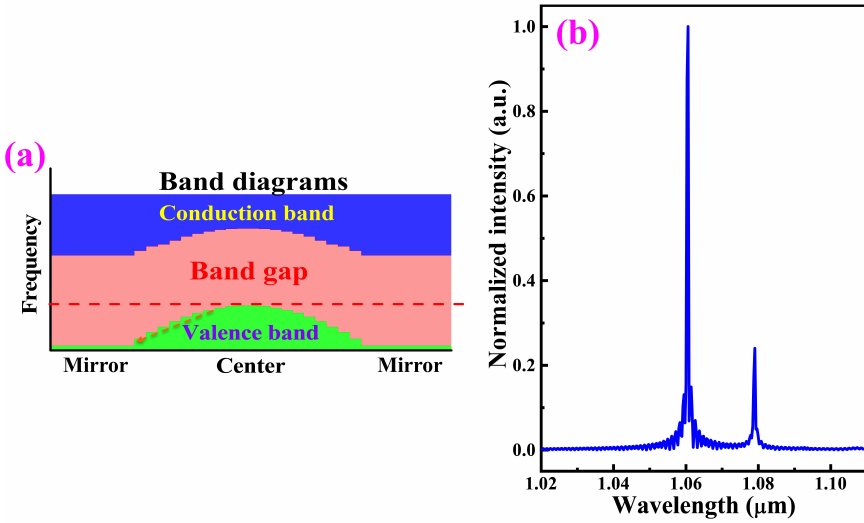 (a)
Band diagrams
Conduction band
Band gap
Valence band
Frequency
Mirror
Center
Mirror
(b)
Normalized intensity (a.u.)
1.0
0.8
0.6
0.4
0.2
0.0
1.02
1.04
1.06
1.08
1.10
Wavelength (μm)